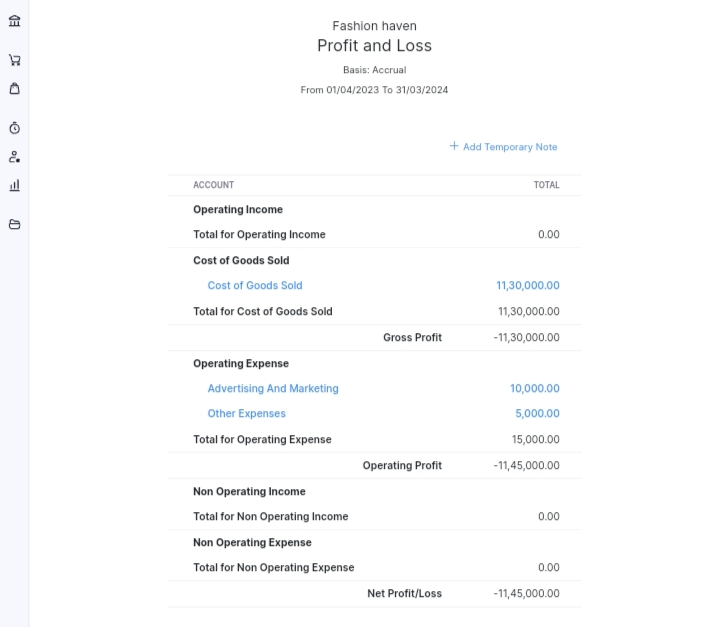 Fashion haven
Profit and Loss
Basis: Accrual
From 01/04/2023 To 31/03/2024
+ Add Temporary Note
ACCOUNT TOTAL
Operating Income
Total for Operating Income 0.00
Cost of Goods Sold
Cost of Goods Sold 11,30,000.00
Total for Cost of Goods Sold 11,30,000.00
Gross Profit -11,30,000.00
Operating Expense
Advertising And Marketing 10,000.00
Other Expenses 5,000.00
Total for Operating Expense 15,000.00
Operating Profit -11,45,000.00
Non Operating Income
Total for Non Operating Income 0.00
Non Operating Expense
Total for Non Operating Expense 0.00
Net Profit/Loss -11,45,000.00